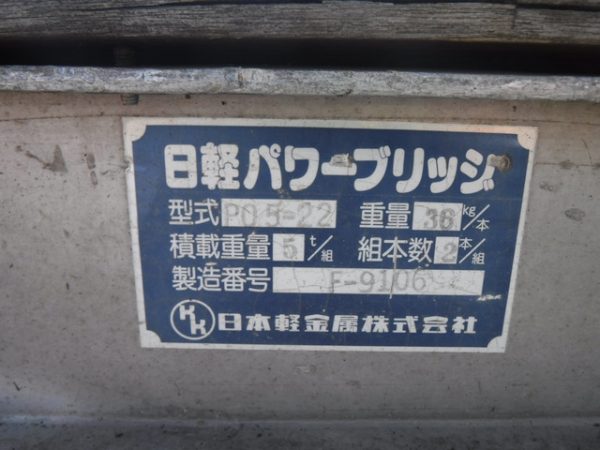 日軽パワーブリッジ
型式 PO5-22 重量 36 kg/本
積載重量 5 t/組 組本数 2 本/組
製造番号 F-9106
KK 日本軽金属株式会社